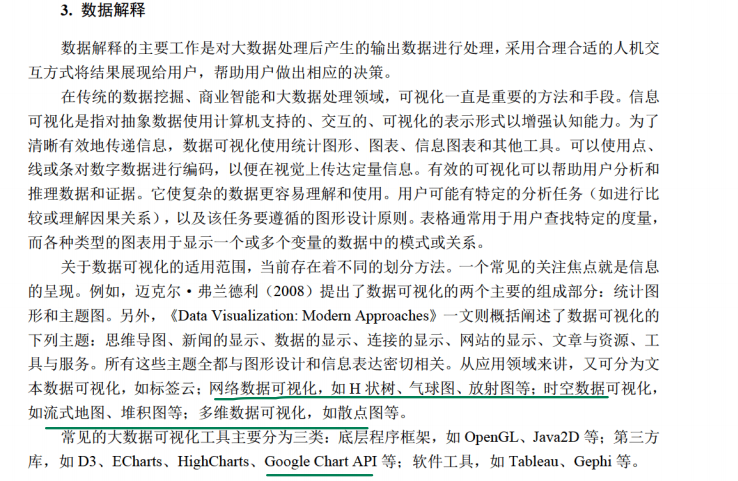 3. 数据解释
数据解释的主要工作是对大数据处理后产生的输出数据进行处理，采用合理合适的人机交
互方式将结果展现给用户，帮助用户做出相应的决策。
在传统的数据挖掘、商业智能和大数据处理领域，可视化一直是重要的方法和手段。信息
可视化是指对抽象数据使用计算机支持的、交互的、可视化的表示形式以增强认知能力。为了
清晰有效地传递信息，数据可视化使用统计图形、图表、信息图表和其他工具。可以使用点、
线或条对数字数据进行编码，以便在视觉上传达定量信息。有效的可视化可以帮助用户分析和
推理数据和证据。它使复杂的数据更容易理解和使用。用户可能有特定的分析任务（如进行比
较或理解因果关系），以及该任务要遵循的图形设计原则。表格通常用于用户查找特定的度量，
而各种类型的图表用于显示一个或多个变量的数据中的模式或关系。
关于数据可视化的适用范围，当前存在着不同的划分方法。一个常见的关注焦点就是信息
的呈现。例如，迈克尔·弗兰德利（2008）提出了数据可视化的两个主要的组成部分：统计图
形和主题图。另外，《Data Visualization: Modern Approaches》一文则概括阐述了数据可视化的
下列主题：思维导图、新闻的显示、数据的显示、连接的显示、网站的显示、文章与资源、工
具与服务。所有这些主题全都与图形设计和信息表达密切相关。从应用领域来讲，又可分为文
本数据可视化，如标签云；网络数据可视化，如 H 状树、气球图、放射图等；时空数据可视化，
如流式地图、堆积图等；多维数据可视化，如散点图等。
常见的大数据可视化工具主要分为三类：底层程序框架，如 OpenGL、Java2D 等；第三方
库，如 D3、ECharts、HighCharts、Google Chart API 等；软件工具，如 Tableau、Gephi 等。